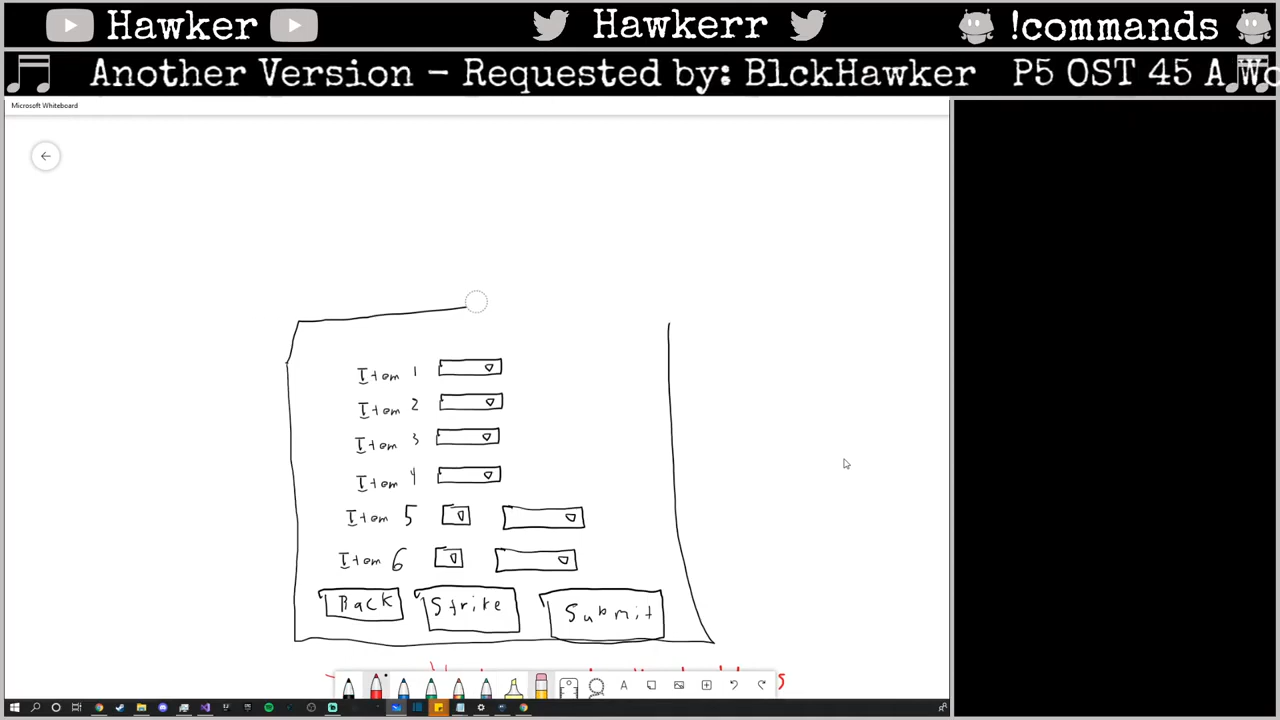 Hawker
Hawkerr
!commands
Another Version - Requested by: BlckHawker P5 OST 45 A Wo
Microsoft Whiteboard
Item 1
Item 2
Item 3
Item 4
Item 5
Item 6
Back Strike Submit